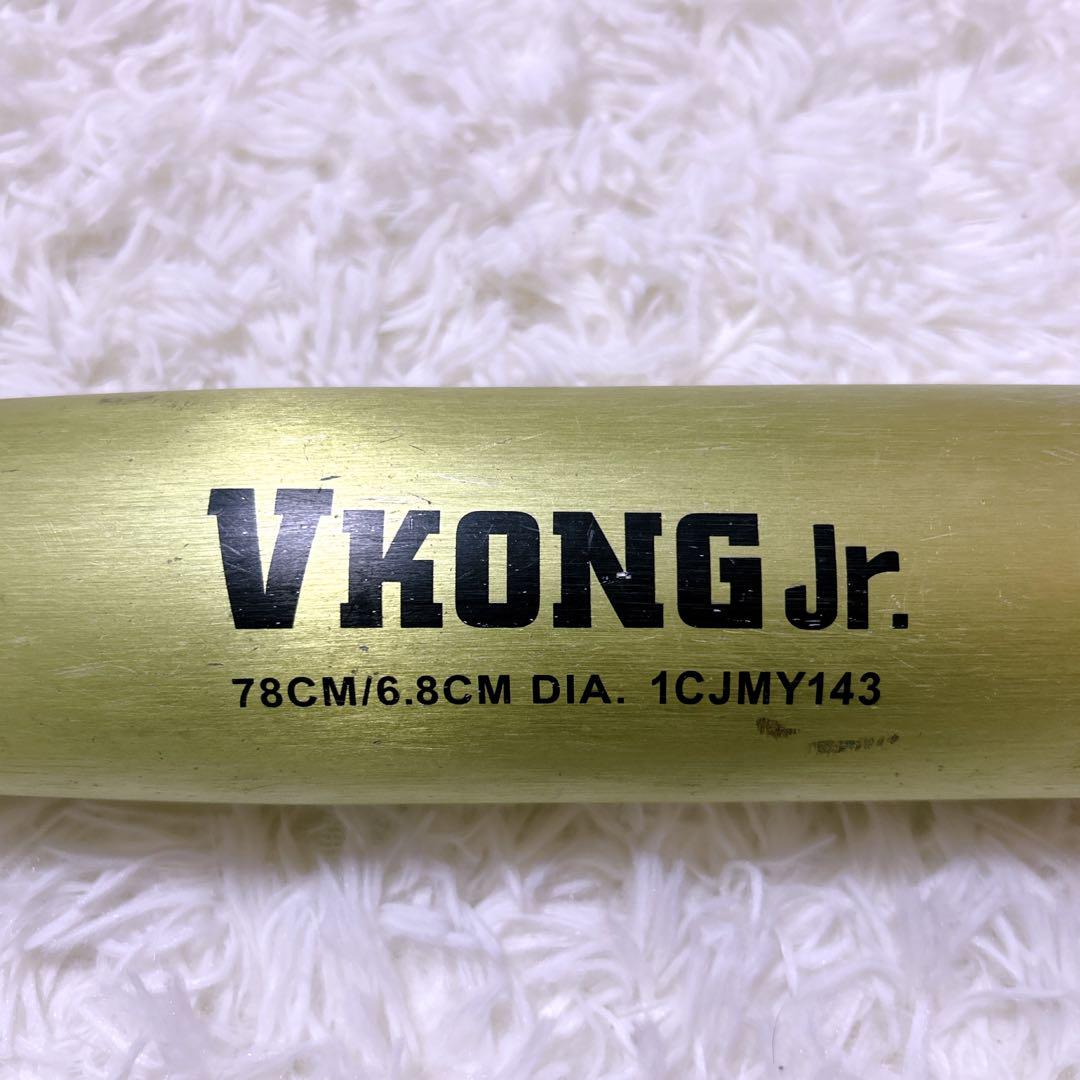 VKONG Jr.
78CM/6.8CM DIA. 1CJMY143